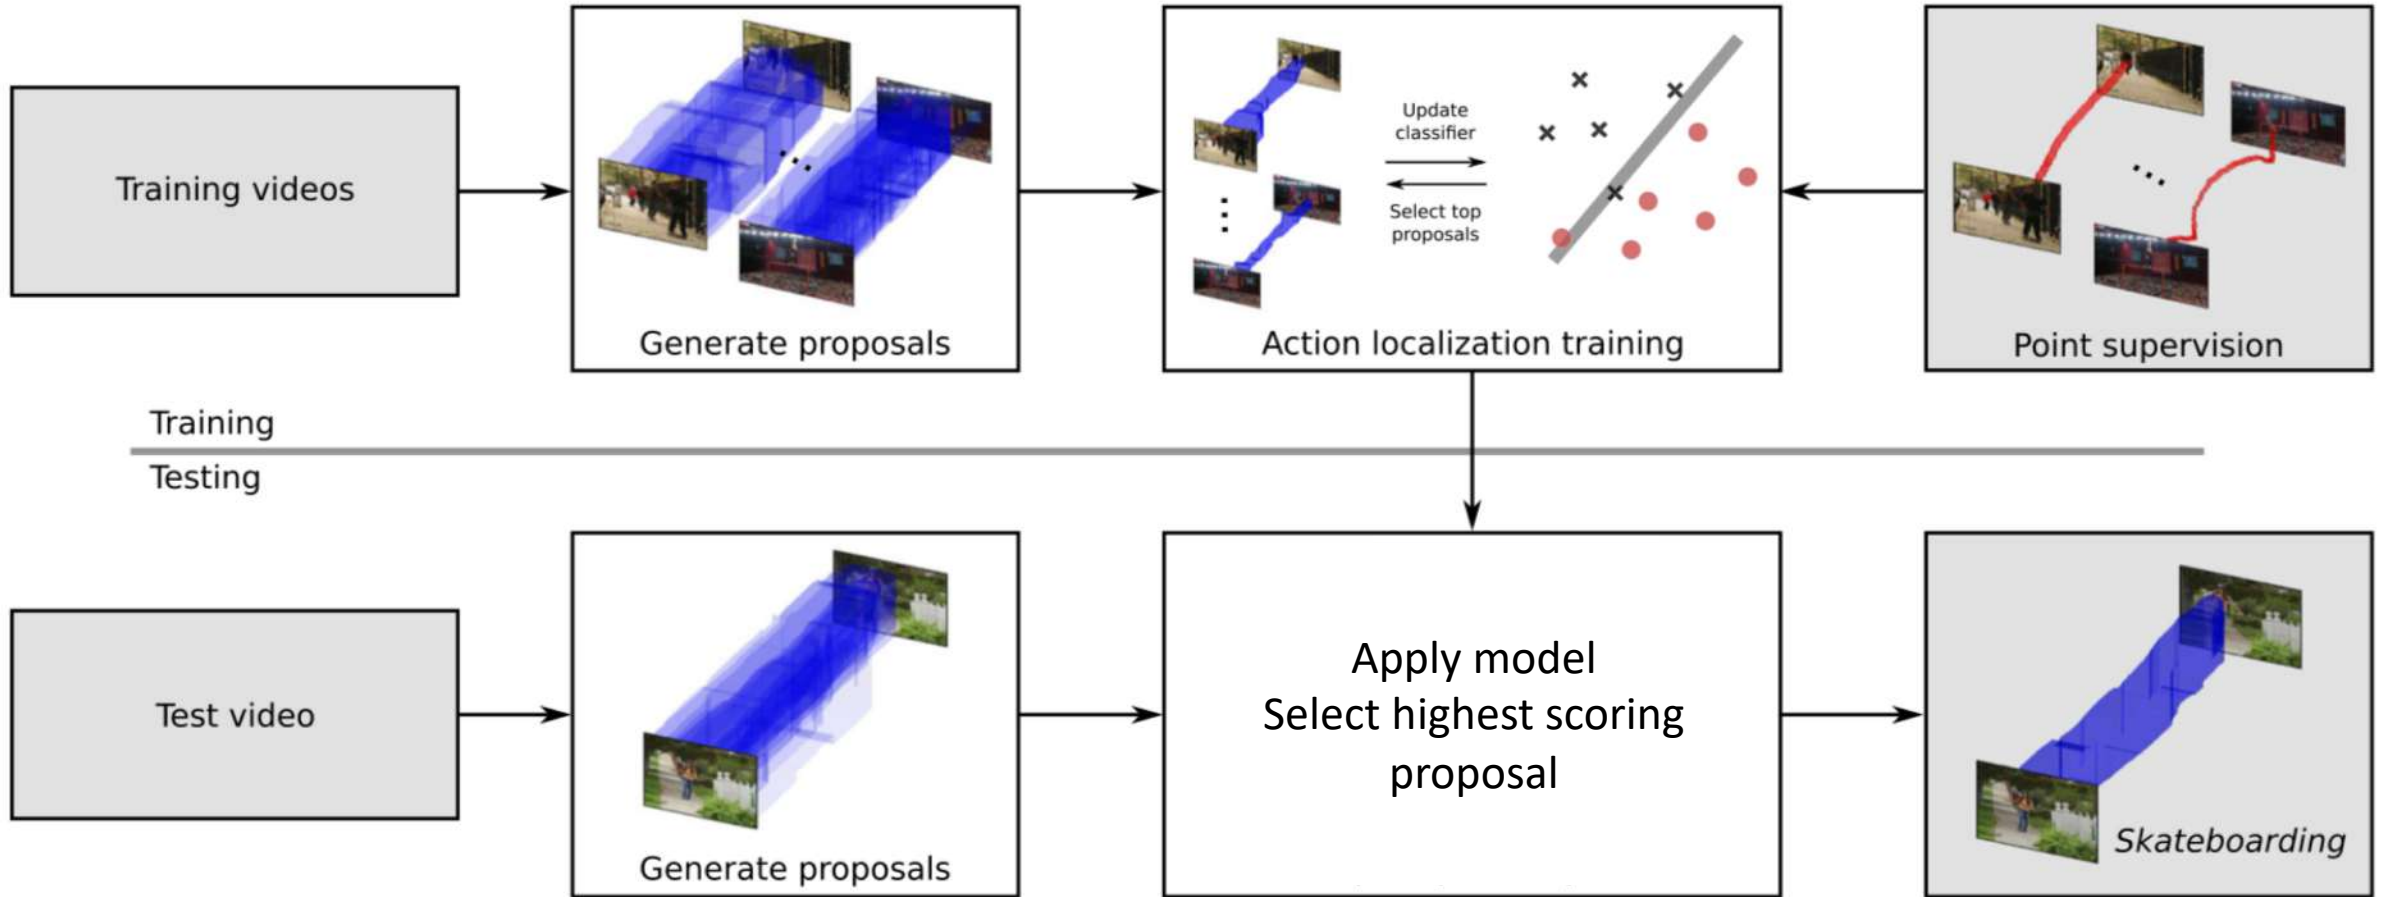 Training videos
Generate proposals
Update
classifier
Select top
proposals
Action localization training
Point supervision
Training
Testing
Test video
Generate proposals
Apply model
Select highest scoring
proposal
Skateboarding